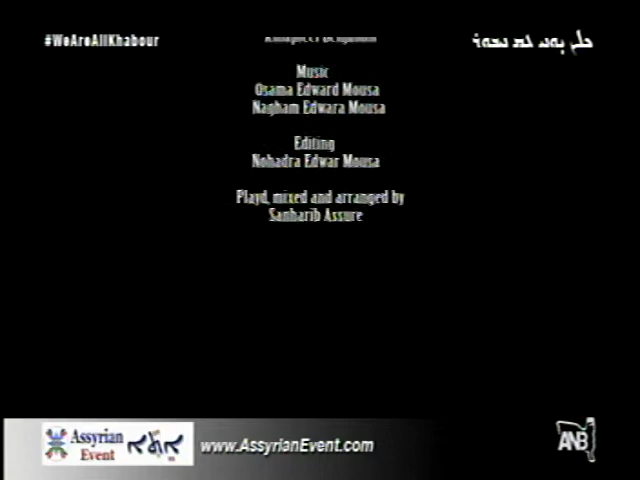 #WeAreAllKhabour
Music
Osama Edward Mousa
Nagham Edwara Mousa
Editing
Nohadra Edwar Mousa
Playd, mixed and arranged by
Sanharib Assure
Assyrian
Event
www.AssyrianEvent.com
ANB